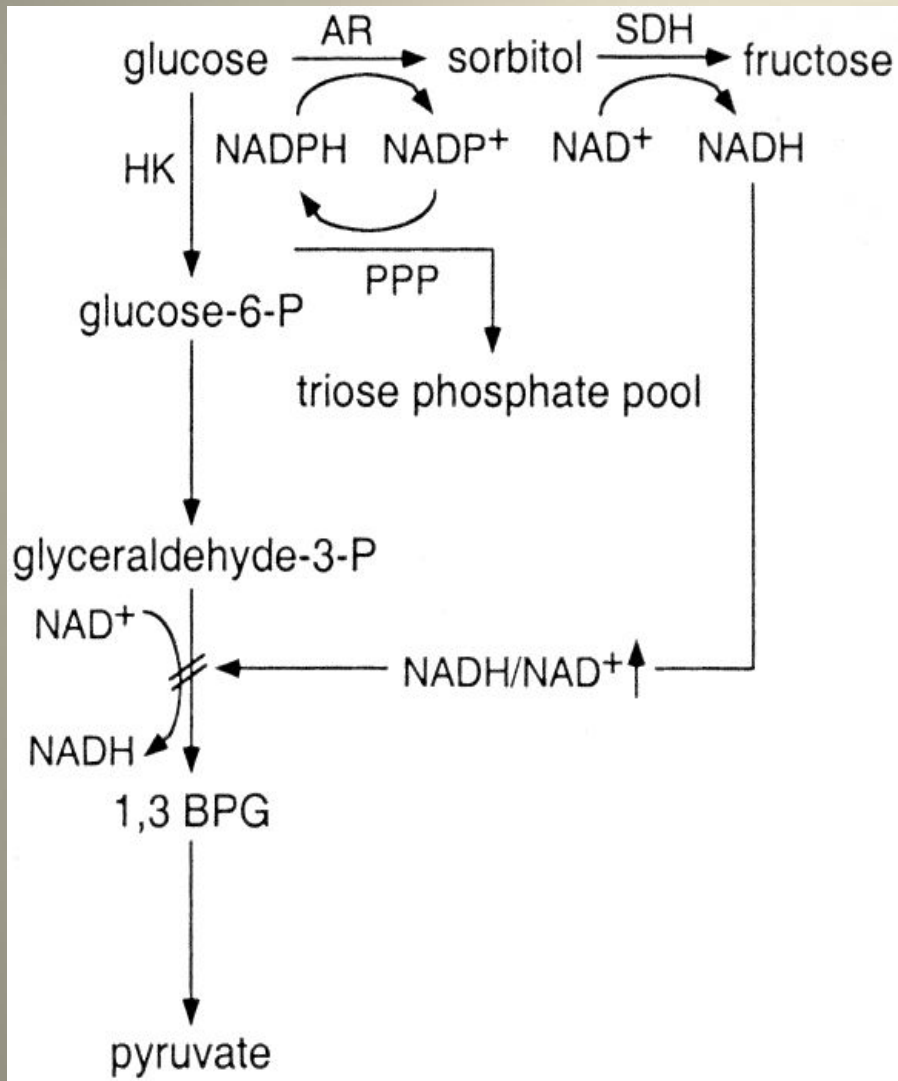 AR
SDH
glucose
sorbitol
fructose
HK
NADPH
NADP+
NAD+
NADH
PPP
glucose-6-P
triose phosphate pool
glyceraldehyde-3-P
NAD+
NADH/NAD+
NADH
1,3 BPG
pyruvate